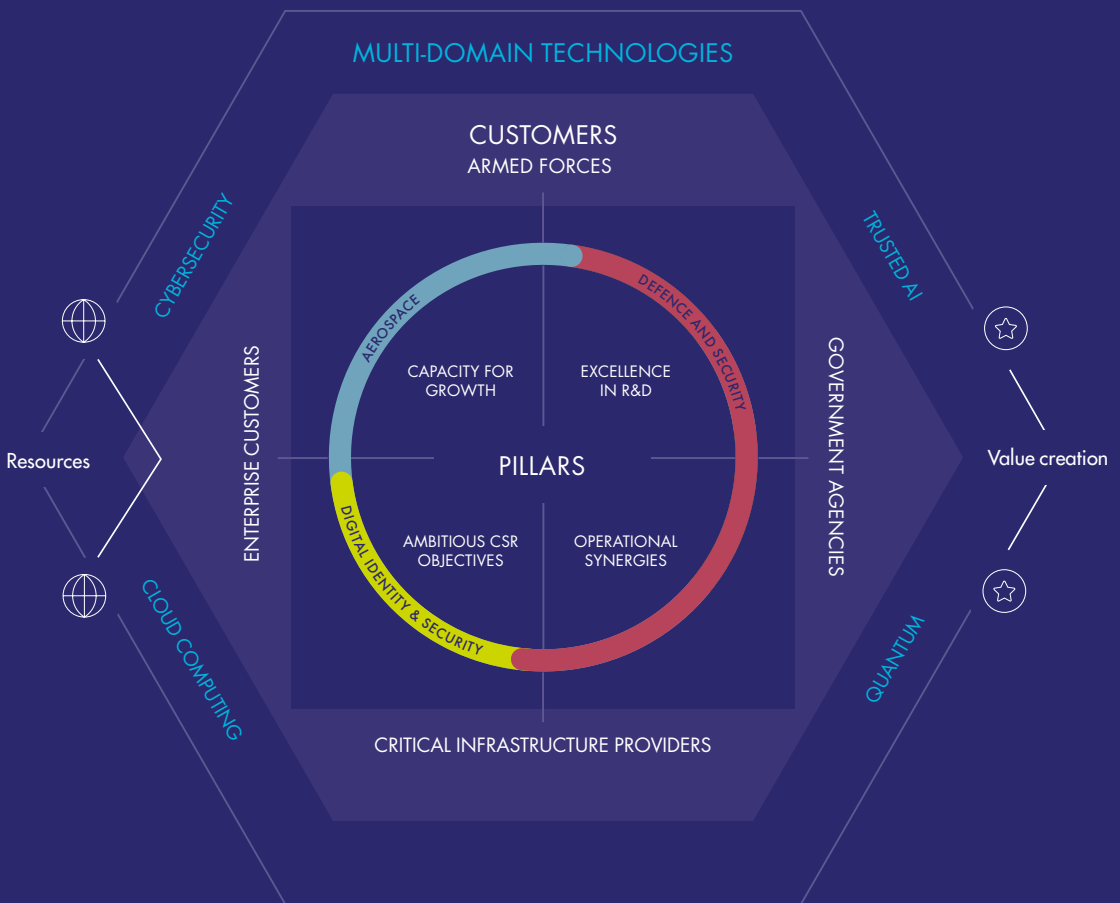 MULTI-DOMAIN TECHNOLOGIES
CUSTOMERS
ARMED FORCES
CYBERSECURITY
TRUSTED AI
AEROSPACE
DEFENCE AND SECURITY
ENTERPRISE CUSTOMERS
GOVERNMENT AGENCIES
CAPACITY FOR
GROWTH
EXCELLENCE
IN R&D
Resources
PILLARS
Value creation
AMBITIOUS CSR
OBJECTIVES
OPERATIONAL
SYNERGIES
DIGITAL IDENTITY & SECURITY
CLOUD COMPUTING
QUANTUM
CRITICAL INFRASTRUCTURE PROVIDERS